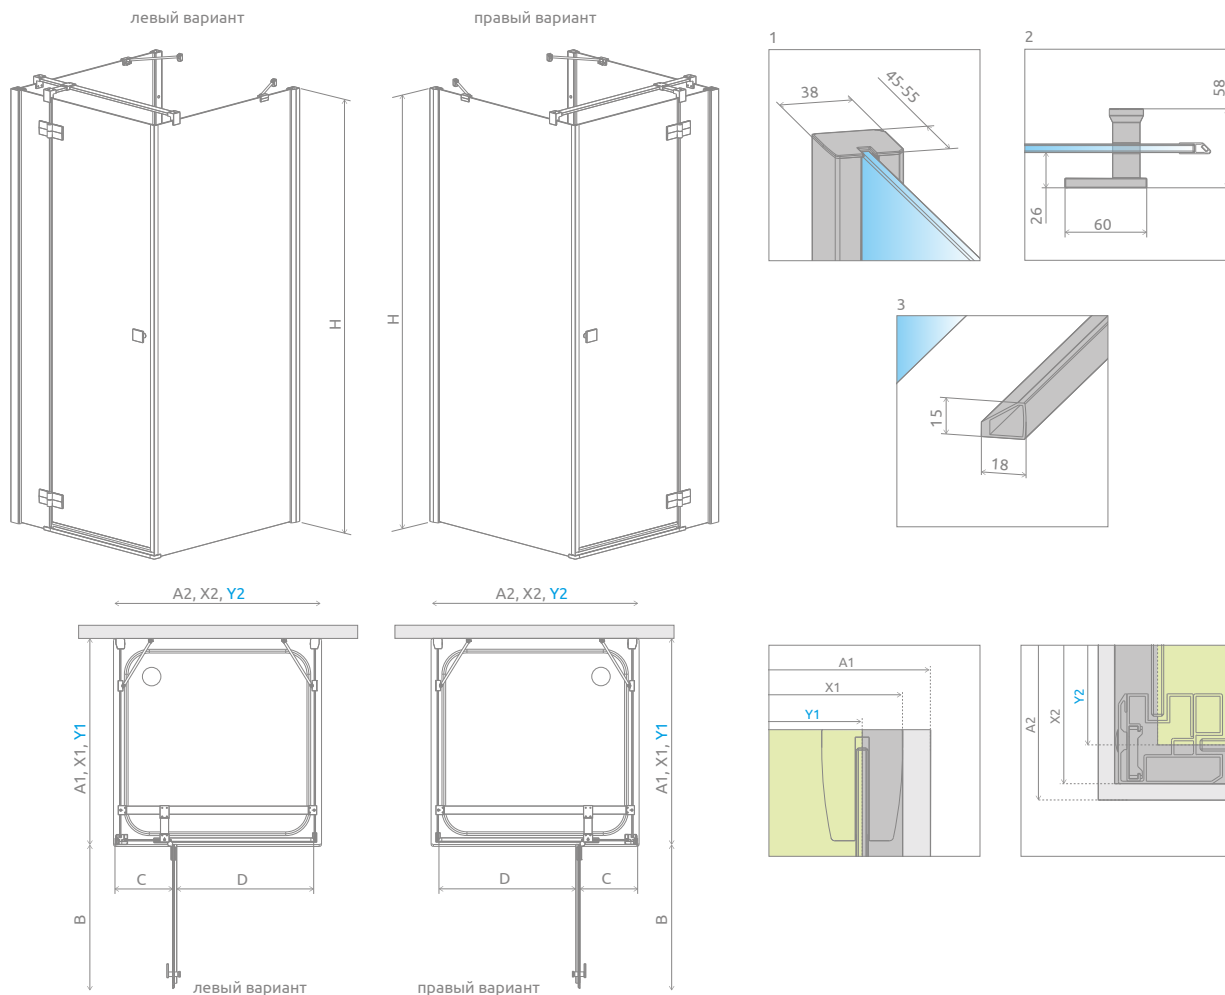 левый вариант
правый вариант
H
H
1
38
45-55
2
58
26
60
3
15
18
A2, X2, Y2
A2, X2, Y2
A1, X1, Y1
A1, X1, Y1
C
D
D
C
B
B
левый вариант
правый вариант
A1
X1
Y1
A2
X2
Y2